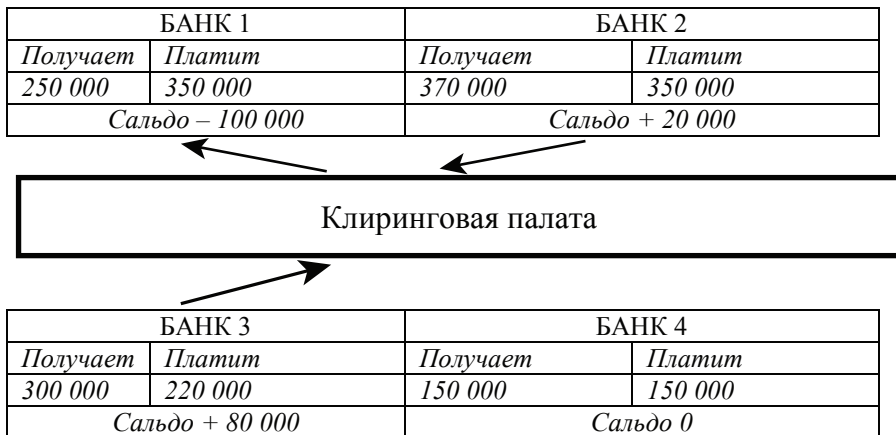 БАНК 1 БАНК 2
Получает Платит Получает Платит
250 000 350 000 370 000 350 000
Сальдо – 100 000 Сальдо + 20 000
Клиринговая палата
БАНК 3 БАНК 4
Получает Платит Получает Платит
300 000 220 000 150 000 150 000
Сальдо + 80 000 Сальдо 0